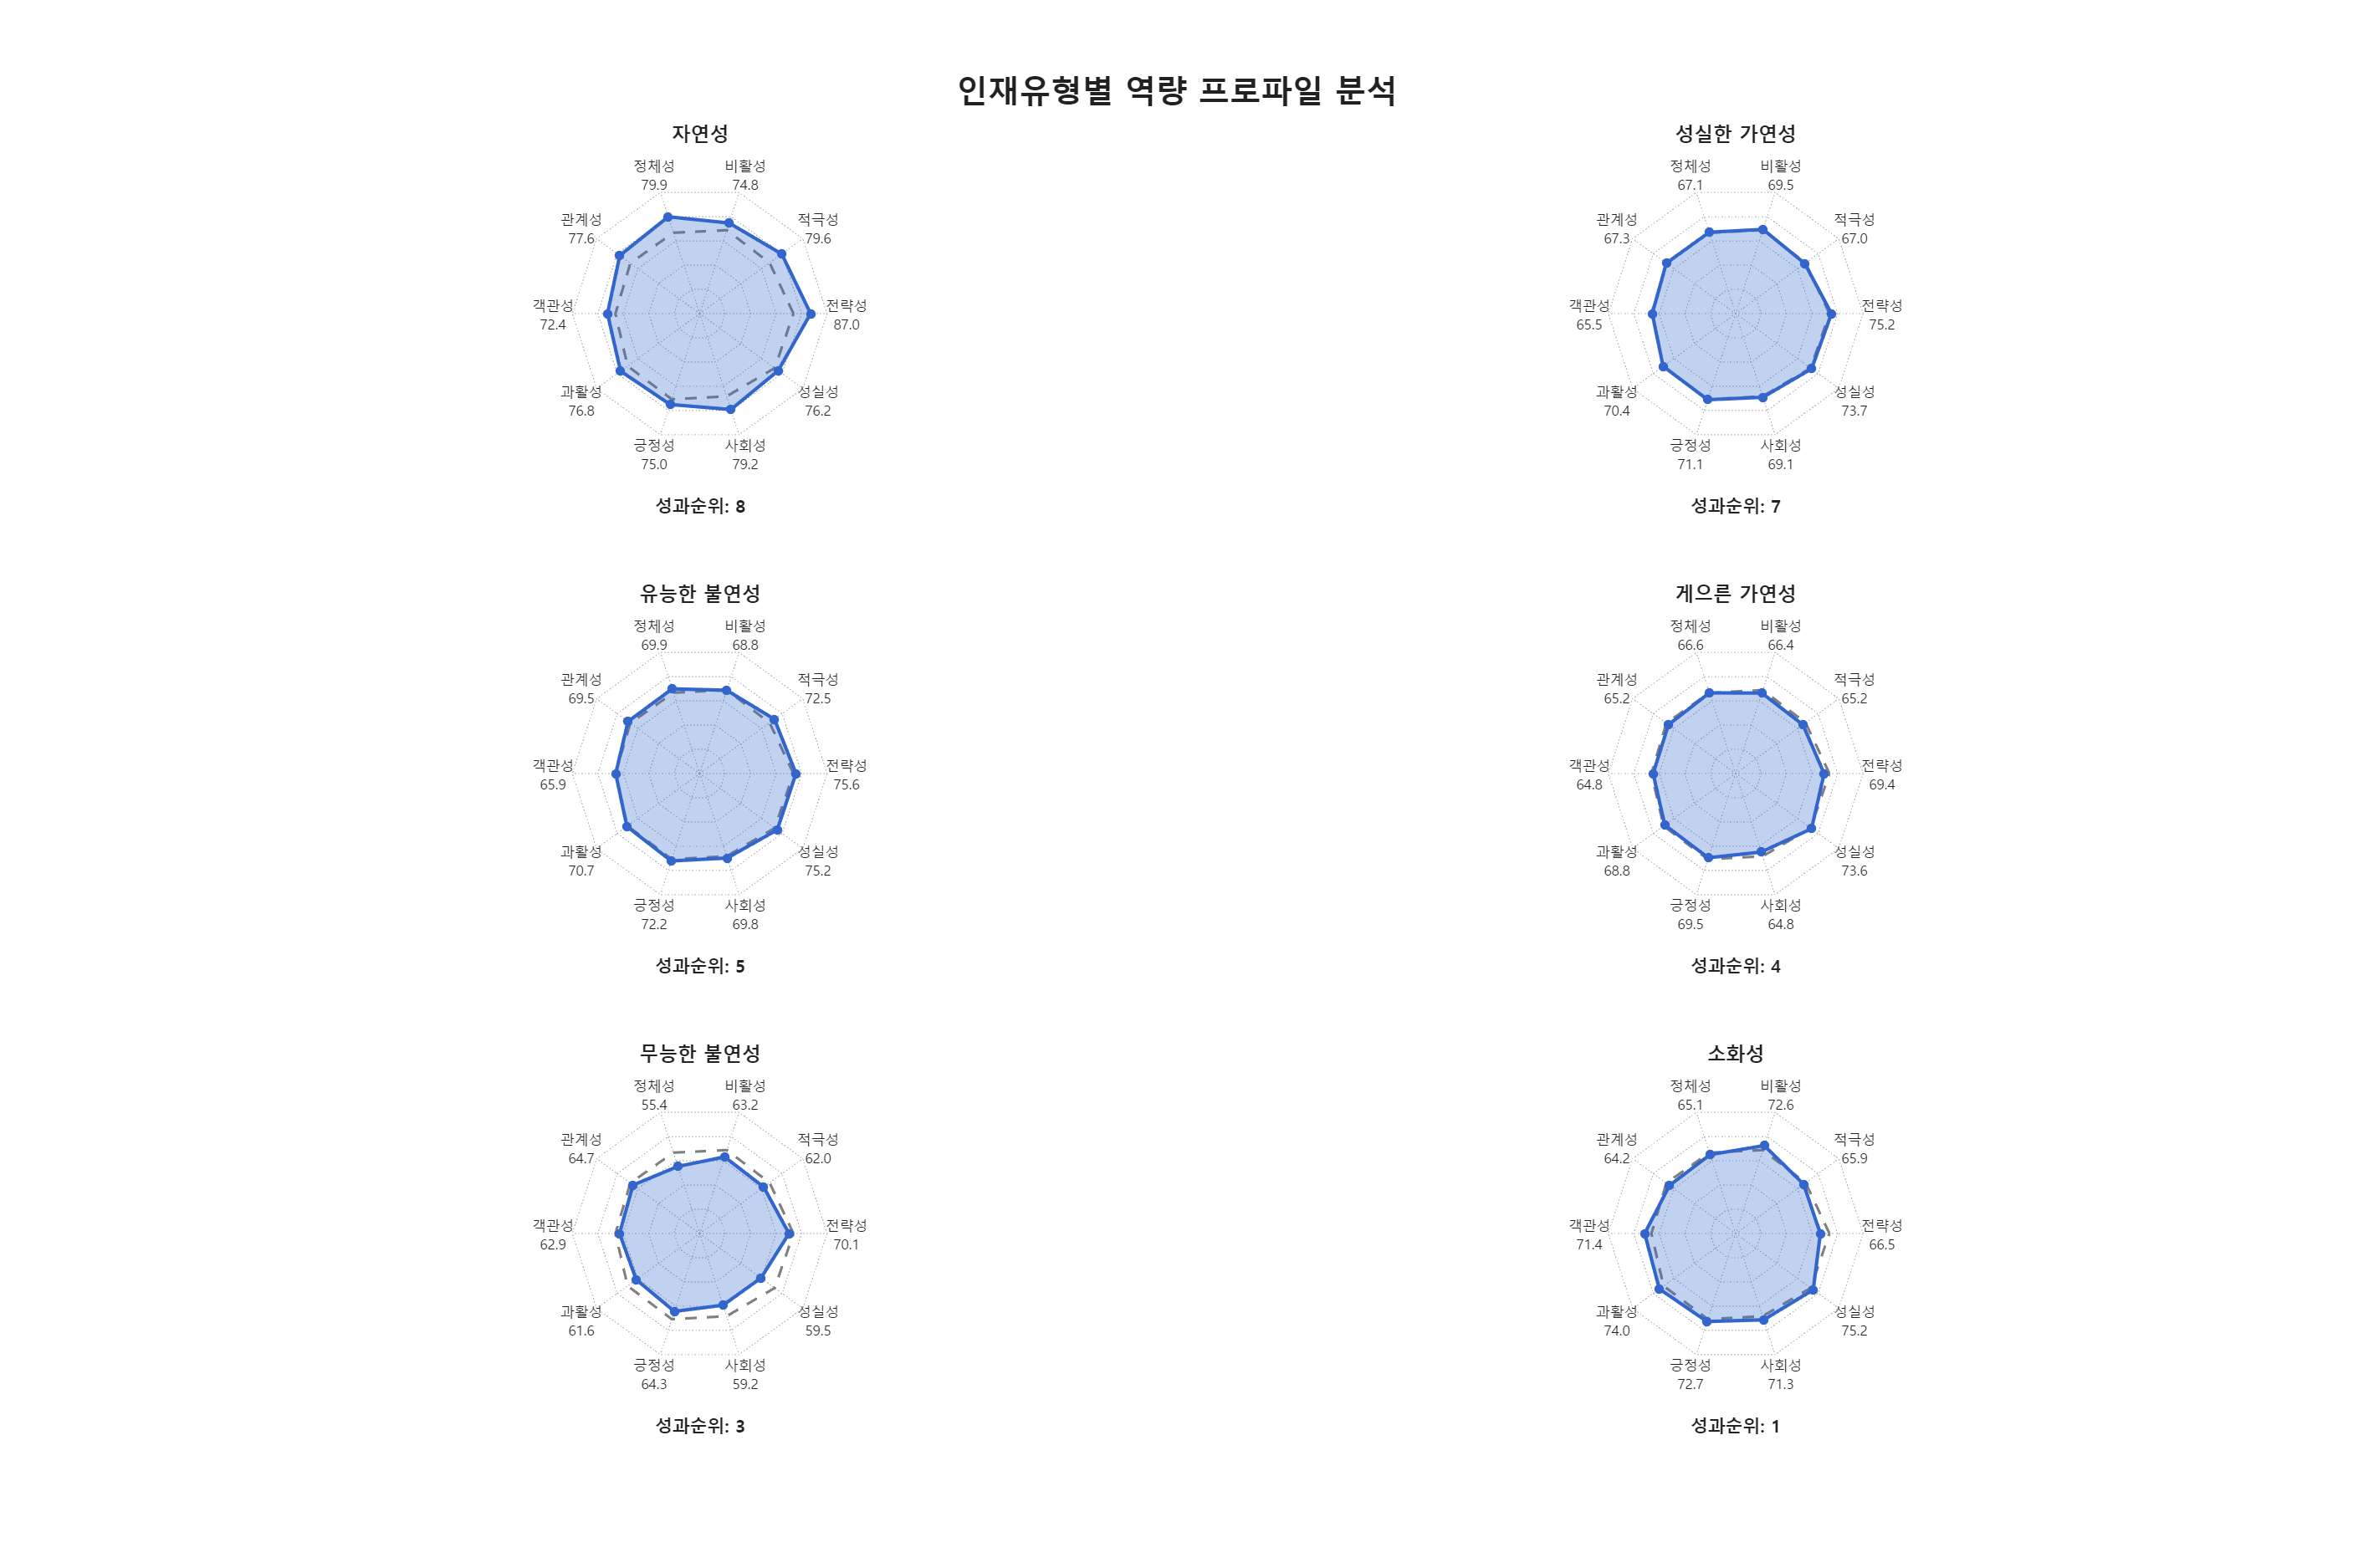 인재유형별 역량 프로파일 분석
자연성
정체성
79.9
비활성
74.8
관계성
77.6
적극성
79.6
객관성
72.4
전략성
87.0
과활성
76.8
성실성
76.2
긍정성
75.0
사회성
79.2
성과순위: 8
성실한 가연성
정체성
67.1
비활성
69.5
관계성
67.3
적극성
67.0
객관성
65.5
전략성
75.2
과활성
70.4
성실성
73.7
긍정성
71.1
사회성
69.1
성과순위: 7
유능한 불연성
정체성
69.9
비활성
68.8
관계성
69.5
적극성
72.5
객관성
65.9
전략성
75.6
과활성
70.7
성실성
75.2
긍정성
72.2
사회성
69.8
성과순위: 5
게으른 가연성
정체성
66.6
비활성
66.4
관계성
65.2
적극성
65.2
객관성
64.8
전략성
69.4
과활성
68.8
성실성
73.6
긍정성
69.5
사회성
64.8
성과순위: 4
무능한 불연성
정체성
55.4
비활성
63.2
관계성
64.7
적극성
62.0
객관성
62.9
전략성
70.1
과활성
61.6
성실성
59.5
긍정성
64.3
사회성
59.2
성과순위: 3
소화성
정체성
65.1
비활성
72.6
관계성
64.2
적극성
65.9
객관성
71.4
전략성
66.5
과활성
74.0
성실성
75.2
긍정성
72.7
사회성
71.3
성과순위: 1